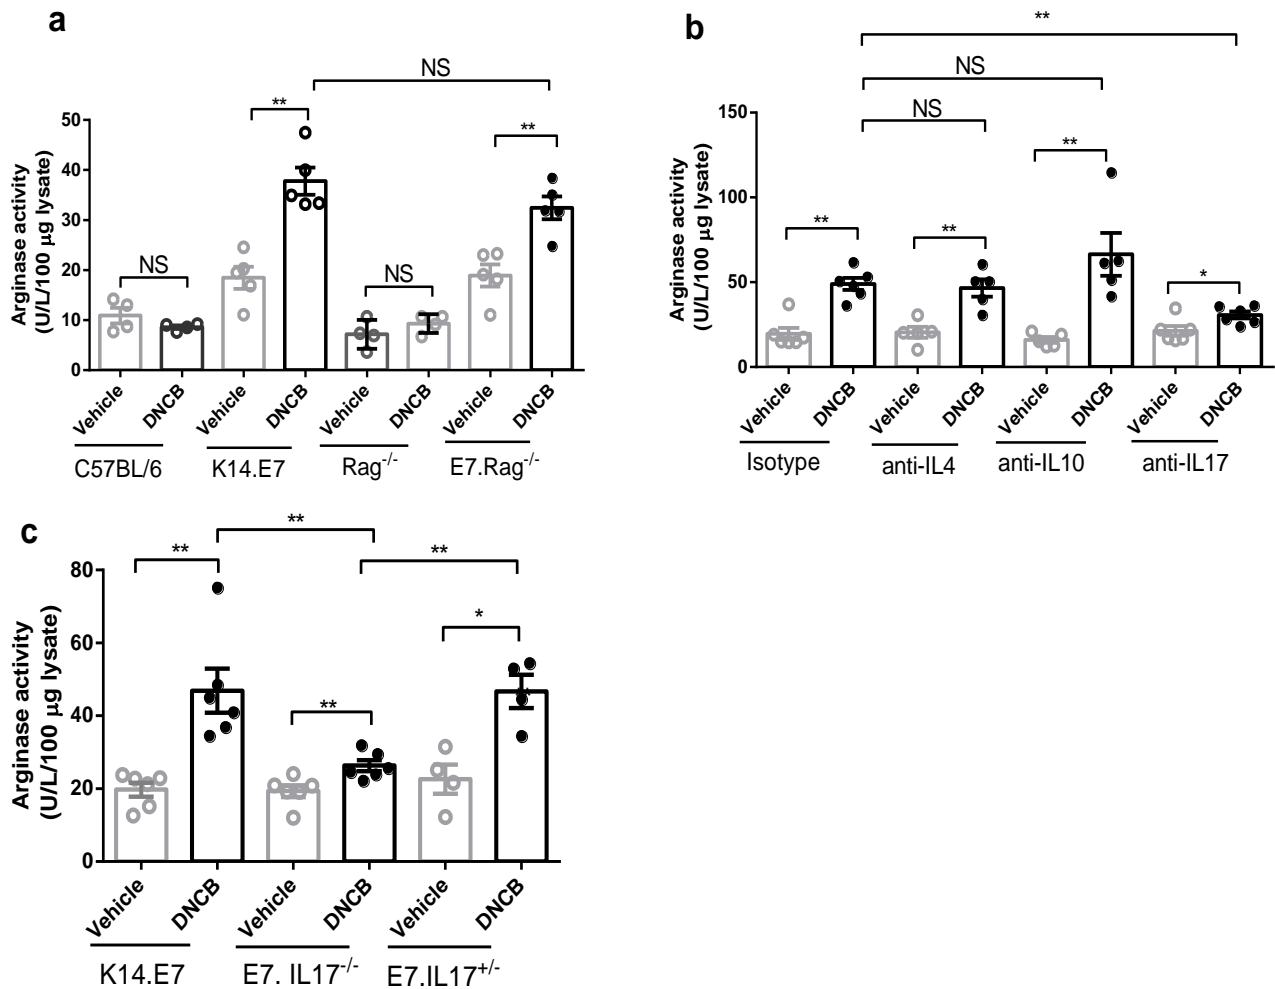 a
NS
**
**
NS
NS
50
40
30
20
10
0
Arginase activity
(U/L/100 µg lysate)
Vehicle DNCB Vehicle DNCB Vehicle DNCB Vehicle DNCB
C57BL/6 K14.E7 Rag-/- E7.Rag-/-
b
**
NS
NS
**
**
**
*
150
100
50
0
Arginase activity
(U/L/100 µg lysate)
Vehicle DNCB Vehicle DNCB Vehicle DNCB Vehicle DNCB
Isotype anti-IL4 anti-IL10 anti-IL17
c
**
**
**
*
**
80
60
40
20
0
Arginase activity
(U/L/100 µg lysate)
Vehicle DNCB Vehicle DNCB Vehicle DNCB
K14.E7 E7. IL17-/- E7.IL17+/-